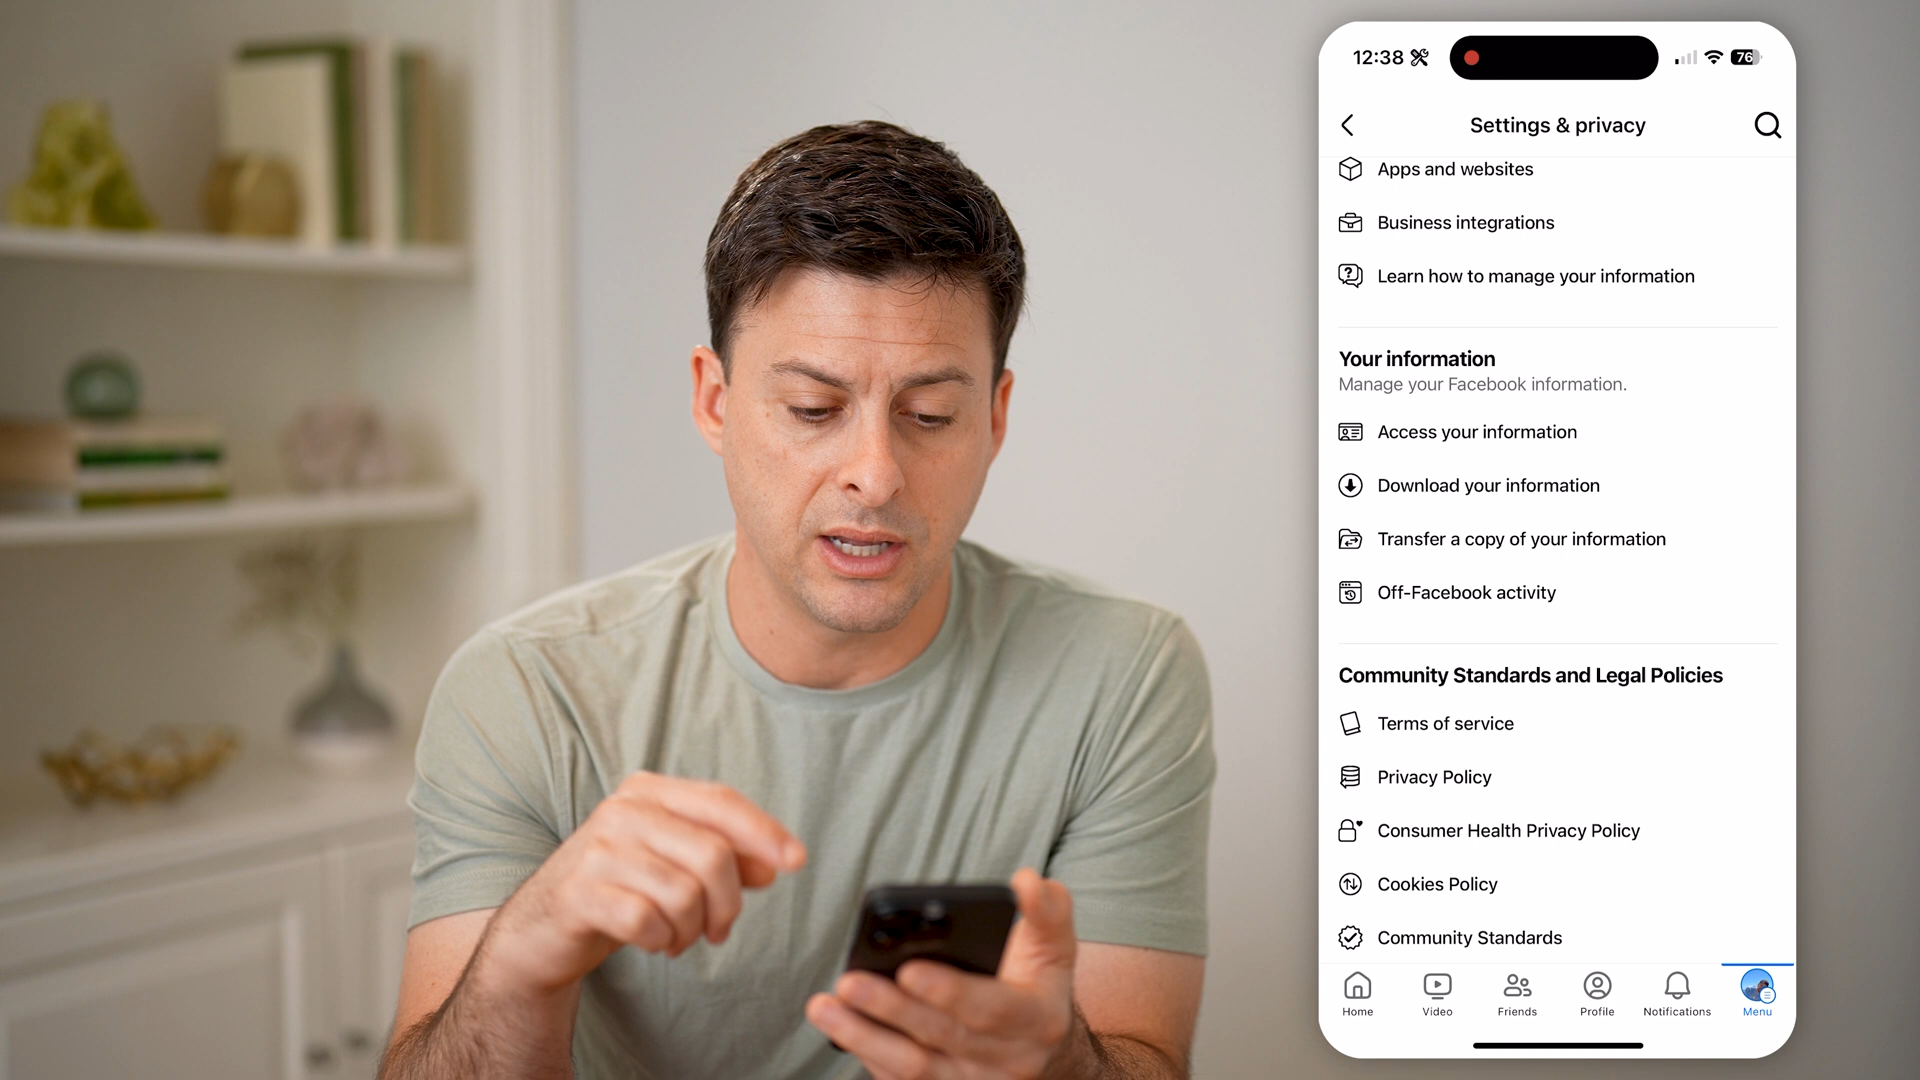 12:38
76
Settings & privacy
Apps and websites
Business integrations
Learn how to manage your information
Your information
Manage your Facebook information.
Access your information
Download your information
Transfer a copy of your information
Off-Facebook activity
Community Standards and Legal Policies
Terms of service
Privacy Policy
Consumer Health Privacy Policy
Cookies Policy
Community Standards
Home
Video
Friends
Profile
Notifications
Menu